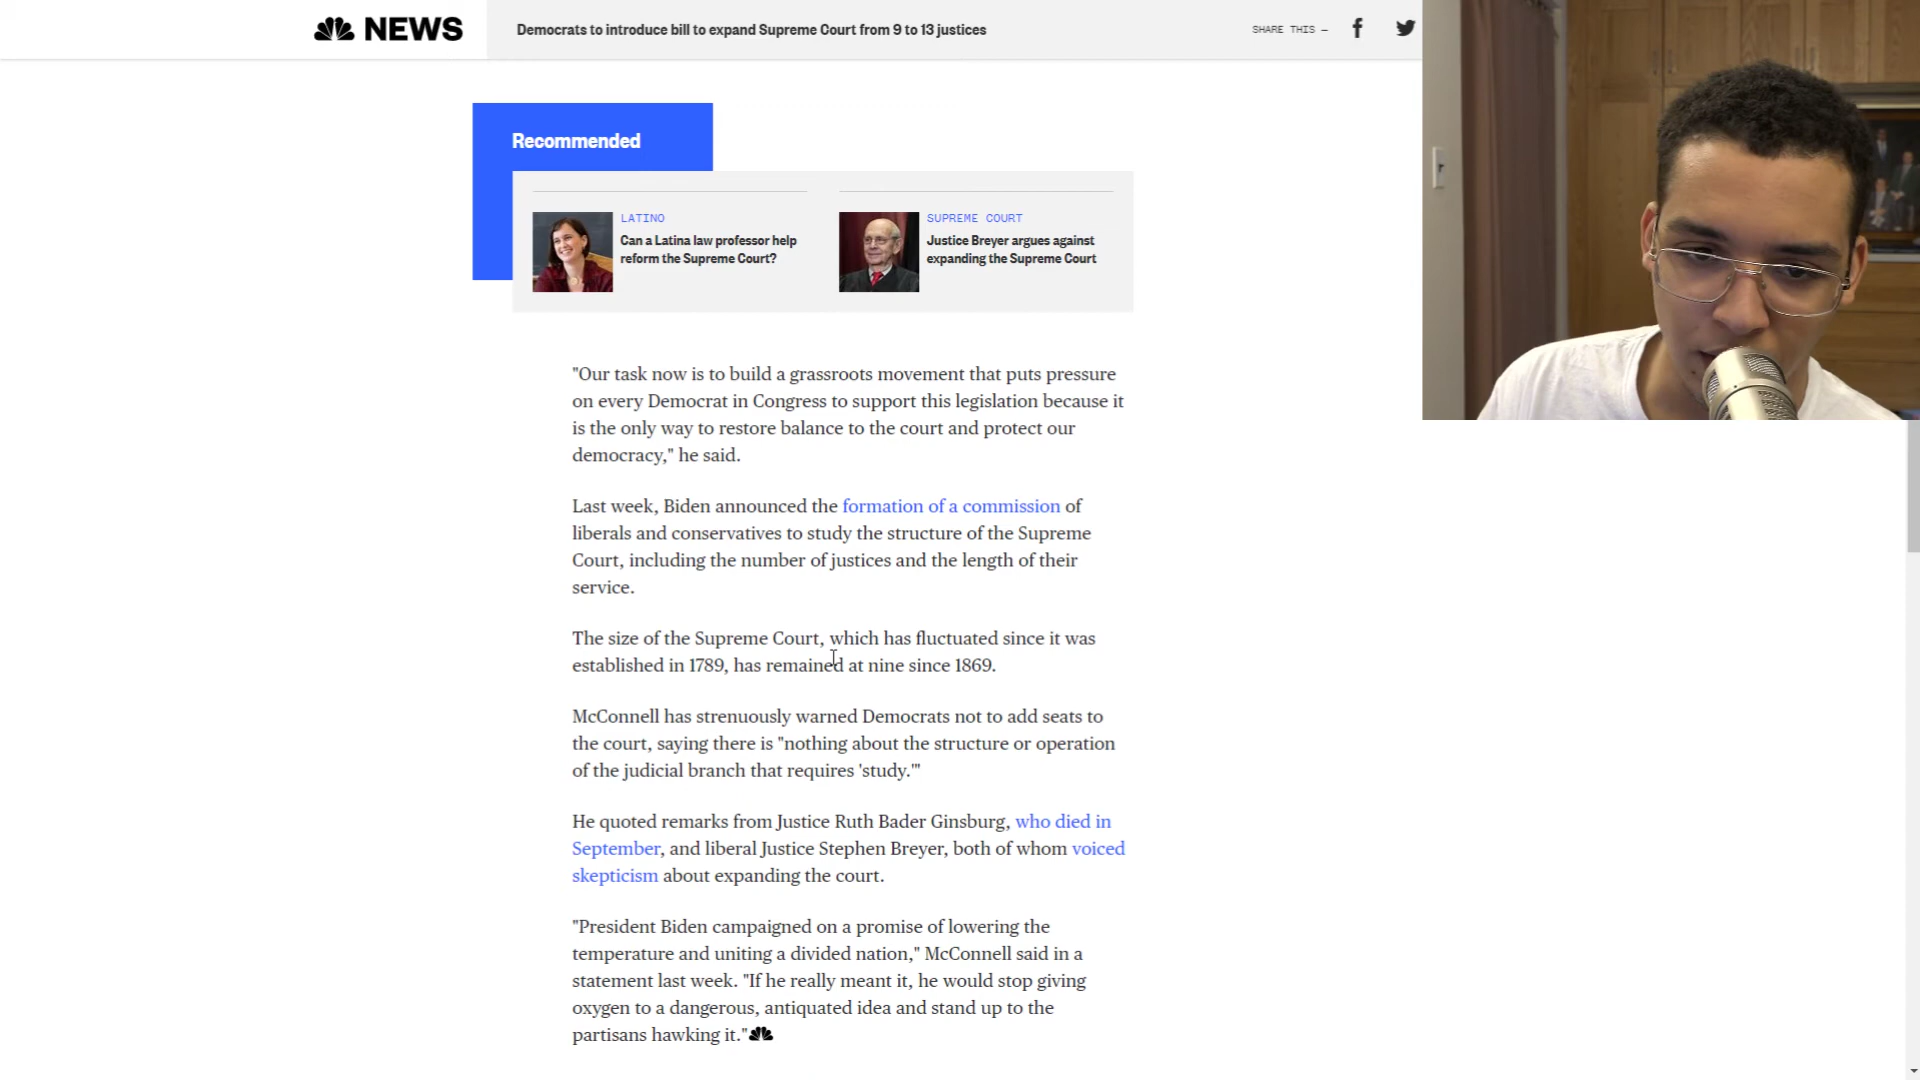 NEWS
Democrats to introduce bill to expand Supreme Court from 9 to 13 justices
SHARE THIS —
Recommended
LATINO
Can a Latina law professor help
reform the Supreme Court?
SUPREME COURT
Justice Breyer argues against
expanding the Supreme Court
"Our task now is to build a grassroots movement that puts pressure
on every Democrat in Congress to support this legislation because it
is the only way to restore balance to the court and protect our
democracy," he said.
Last week, Biden announced the formation of a commission of
liberals and conservatives to study the structure of the Supreme
Court, including the number of justices and the length of their
service.
The size of the Supreme Court, which has fluctuated since it was
established in 1789, has remained at nine since 1869.
McConnell has strenuously warned Democrats not to add seats to
the court, saying there is "nothing about the structure or operation
of the judicial branch that requires 'study.'"
He quoted remarks from Justice Ruth Bader Ginsburg, who died in
September, and liberal Justice Stephen Breyer, both of whom voiced
skepticism about expanding the court.
"President Biden campaigned on a promise of lowering the
temperature and uniting a divided nation," McConnell said in a
statement last week. "If he really meant it, he would stop giving
oxygen to a dangerous, antiquated idea and stand up to the
partisans hawking it."